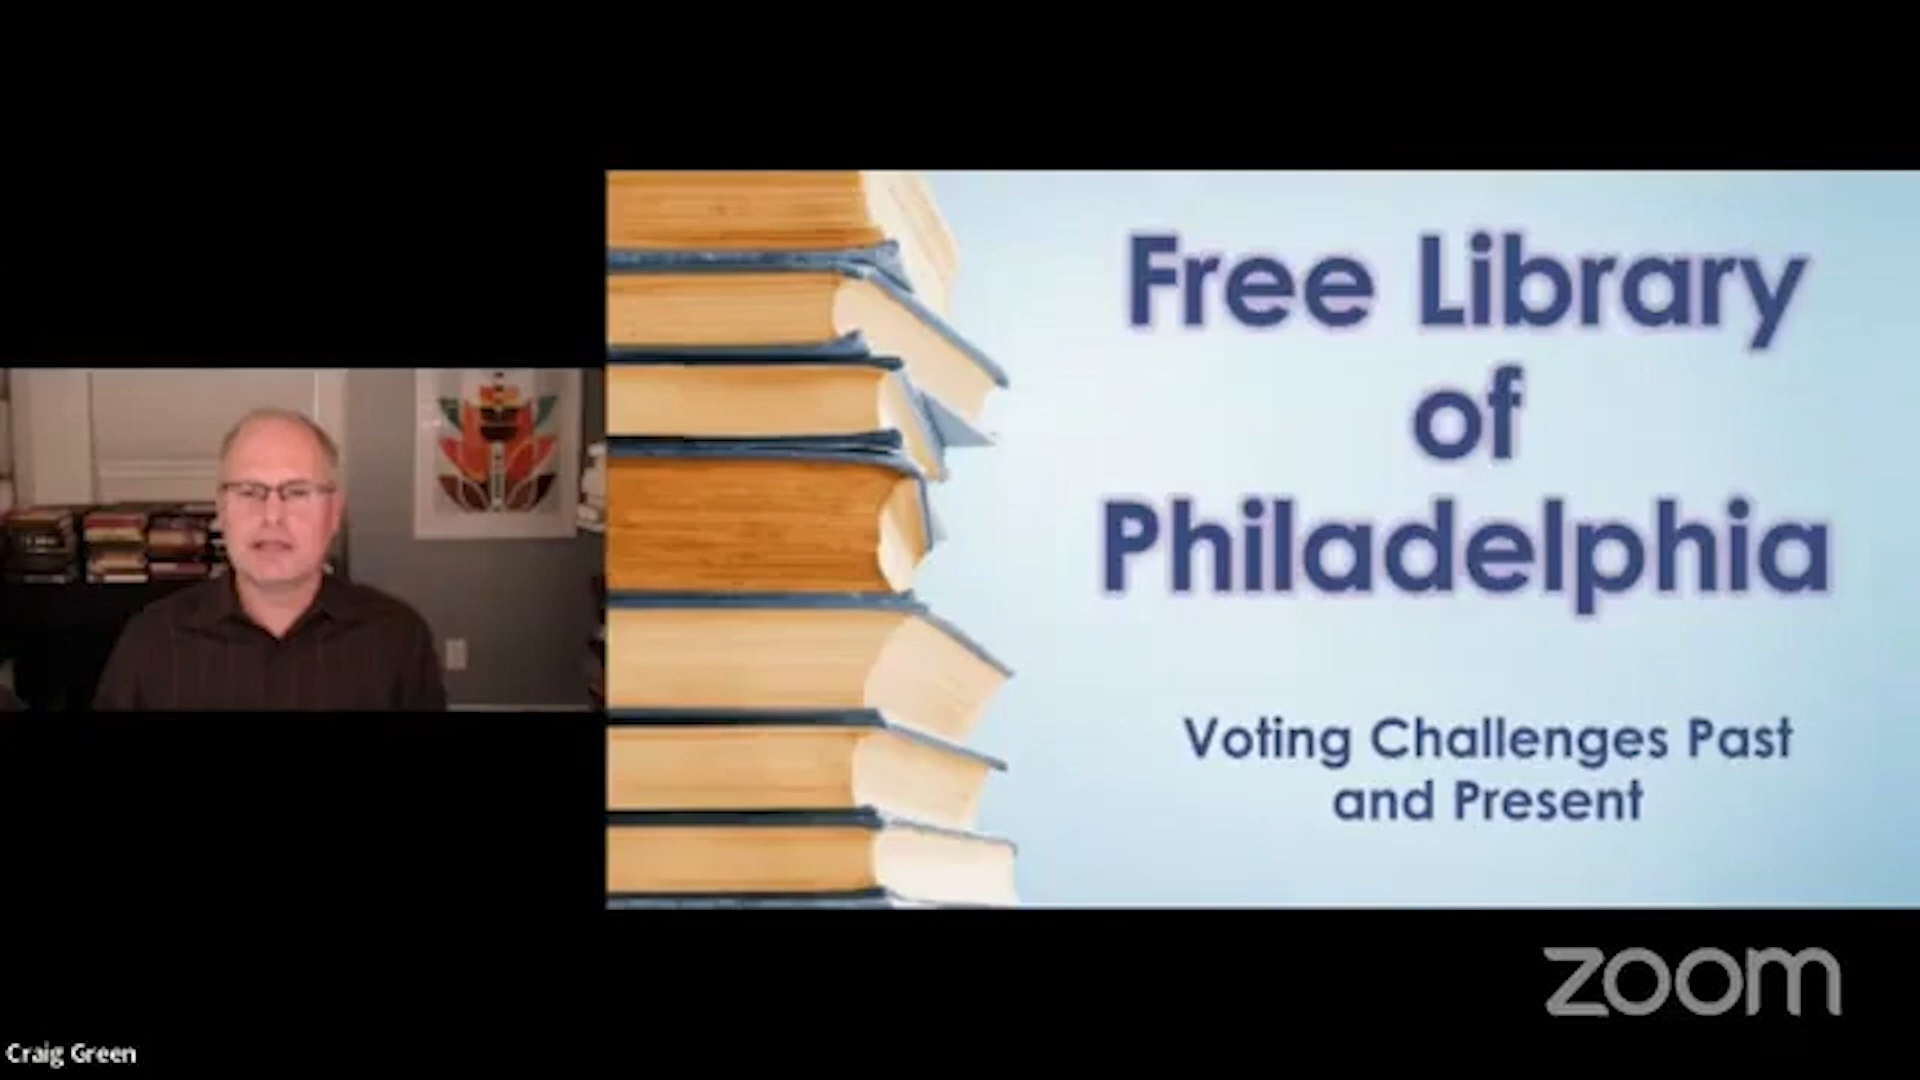 Free Library
of
Philadelphia
Voting Challenges Past
and Present
zoom
Craig Green